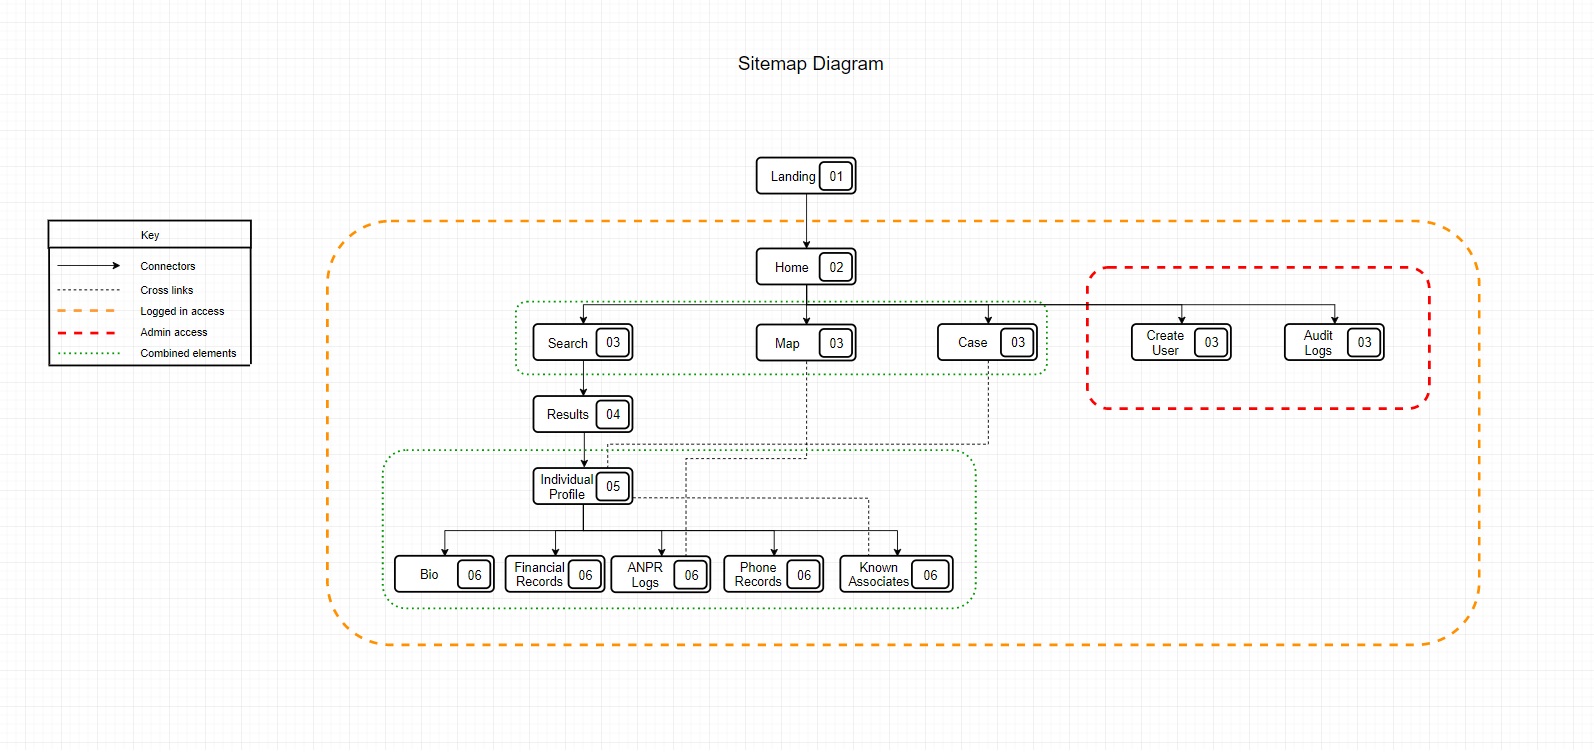 Sitemap Diagram
Landing 01
Key
Connectors
Cross links
Logged in access
Admin access
Combined elements
Home 02
Search 03
Map 03
Case 03
Create
User 03
Audit
Logs 03
Results 04
Individual
Profile 05
Bio 06
Financial
Records 06
ANPR
Logs 06
Phone
Records 06
Known
Associates 06